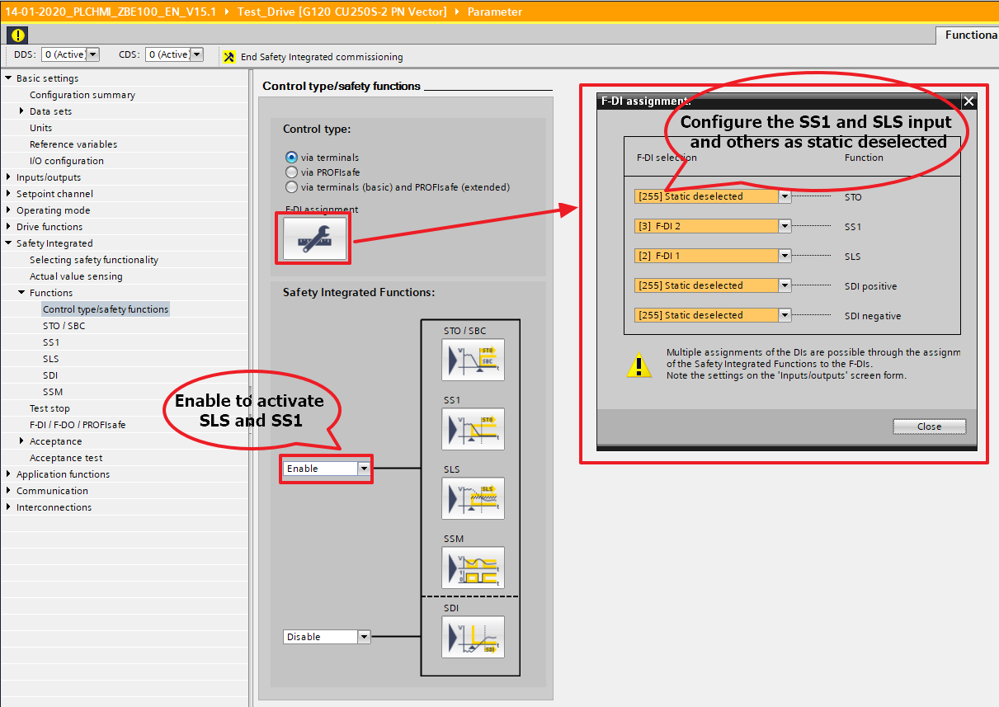 14-01-2020_PLCHMI_ZBE100_EN_V15.1 Test_Drive [G120 CU250S-2 PN Vector] Parameter
Functiona
DDS: 0 (Active) CDS: 0 (Active) End Safety Integrated commissioning
Basic settings
Configuration summary
Data sets
Units
Reference variables
I/O configuration
Inputs/outputs
Setpoint channel
Operating mode
Drive functions
Safety Integrated
Selecting safety functionality
Actual value sensing
Functions
Control type/safety functions
STO / SBC
SS1
SLS
SDI
SSM
Test stop
F-DI / F-DO / PROFIsafe
Acceptance
Acceptance test
Application functions
Communication
Interconnections
Control type/safety functions
Control type:
via terminals
via PROFIsafe
via terminals (basic) and PROFIsafe (extended)
F-DI assignment
Safety Integrated Functions:
Enable to activate
SLS and SS1
Enable
Disable
STO / SBC
V STO
SBC
t
SS1
V STO
t
SLS
V SLS
t
SSM
V
t
1
0
t
SDI
V
t
SDI
F-DI assignment.
Configure the SS1 and SLS input
and others as static deselected
F-DI selection Function
[255] Static deselected STO
[3] F-DI 2 SS1
[2] F-DI 1 SLS
[255] Static deselected SDI positive
[255] Static deselected SDI negative
Multiple assignments of the DIs are possible through the assignm
of the Safety Integrated Functions to the F-DIs.
Note the settings on the 'Inputs/outputs' screen form.
Close